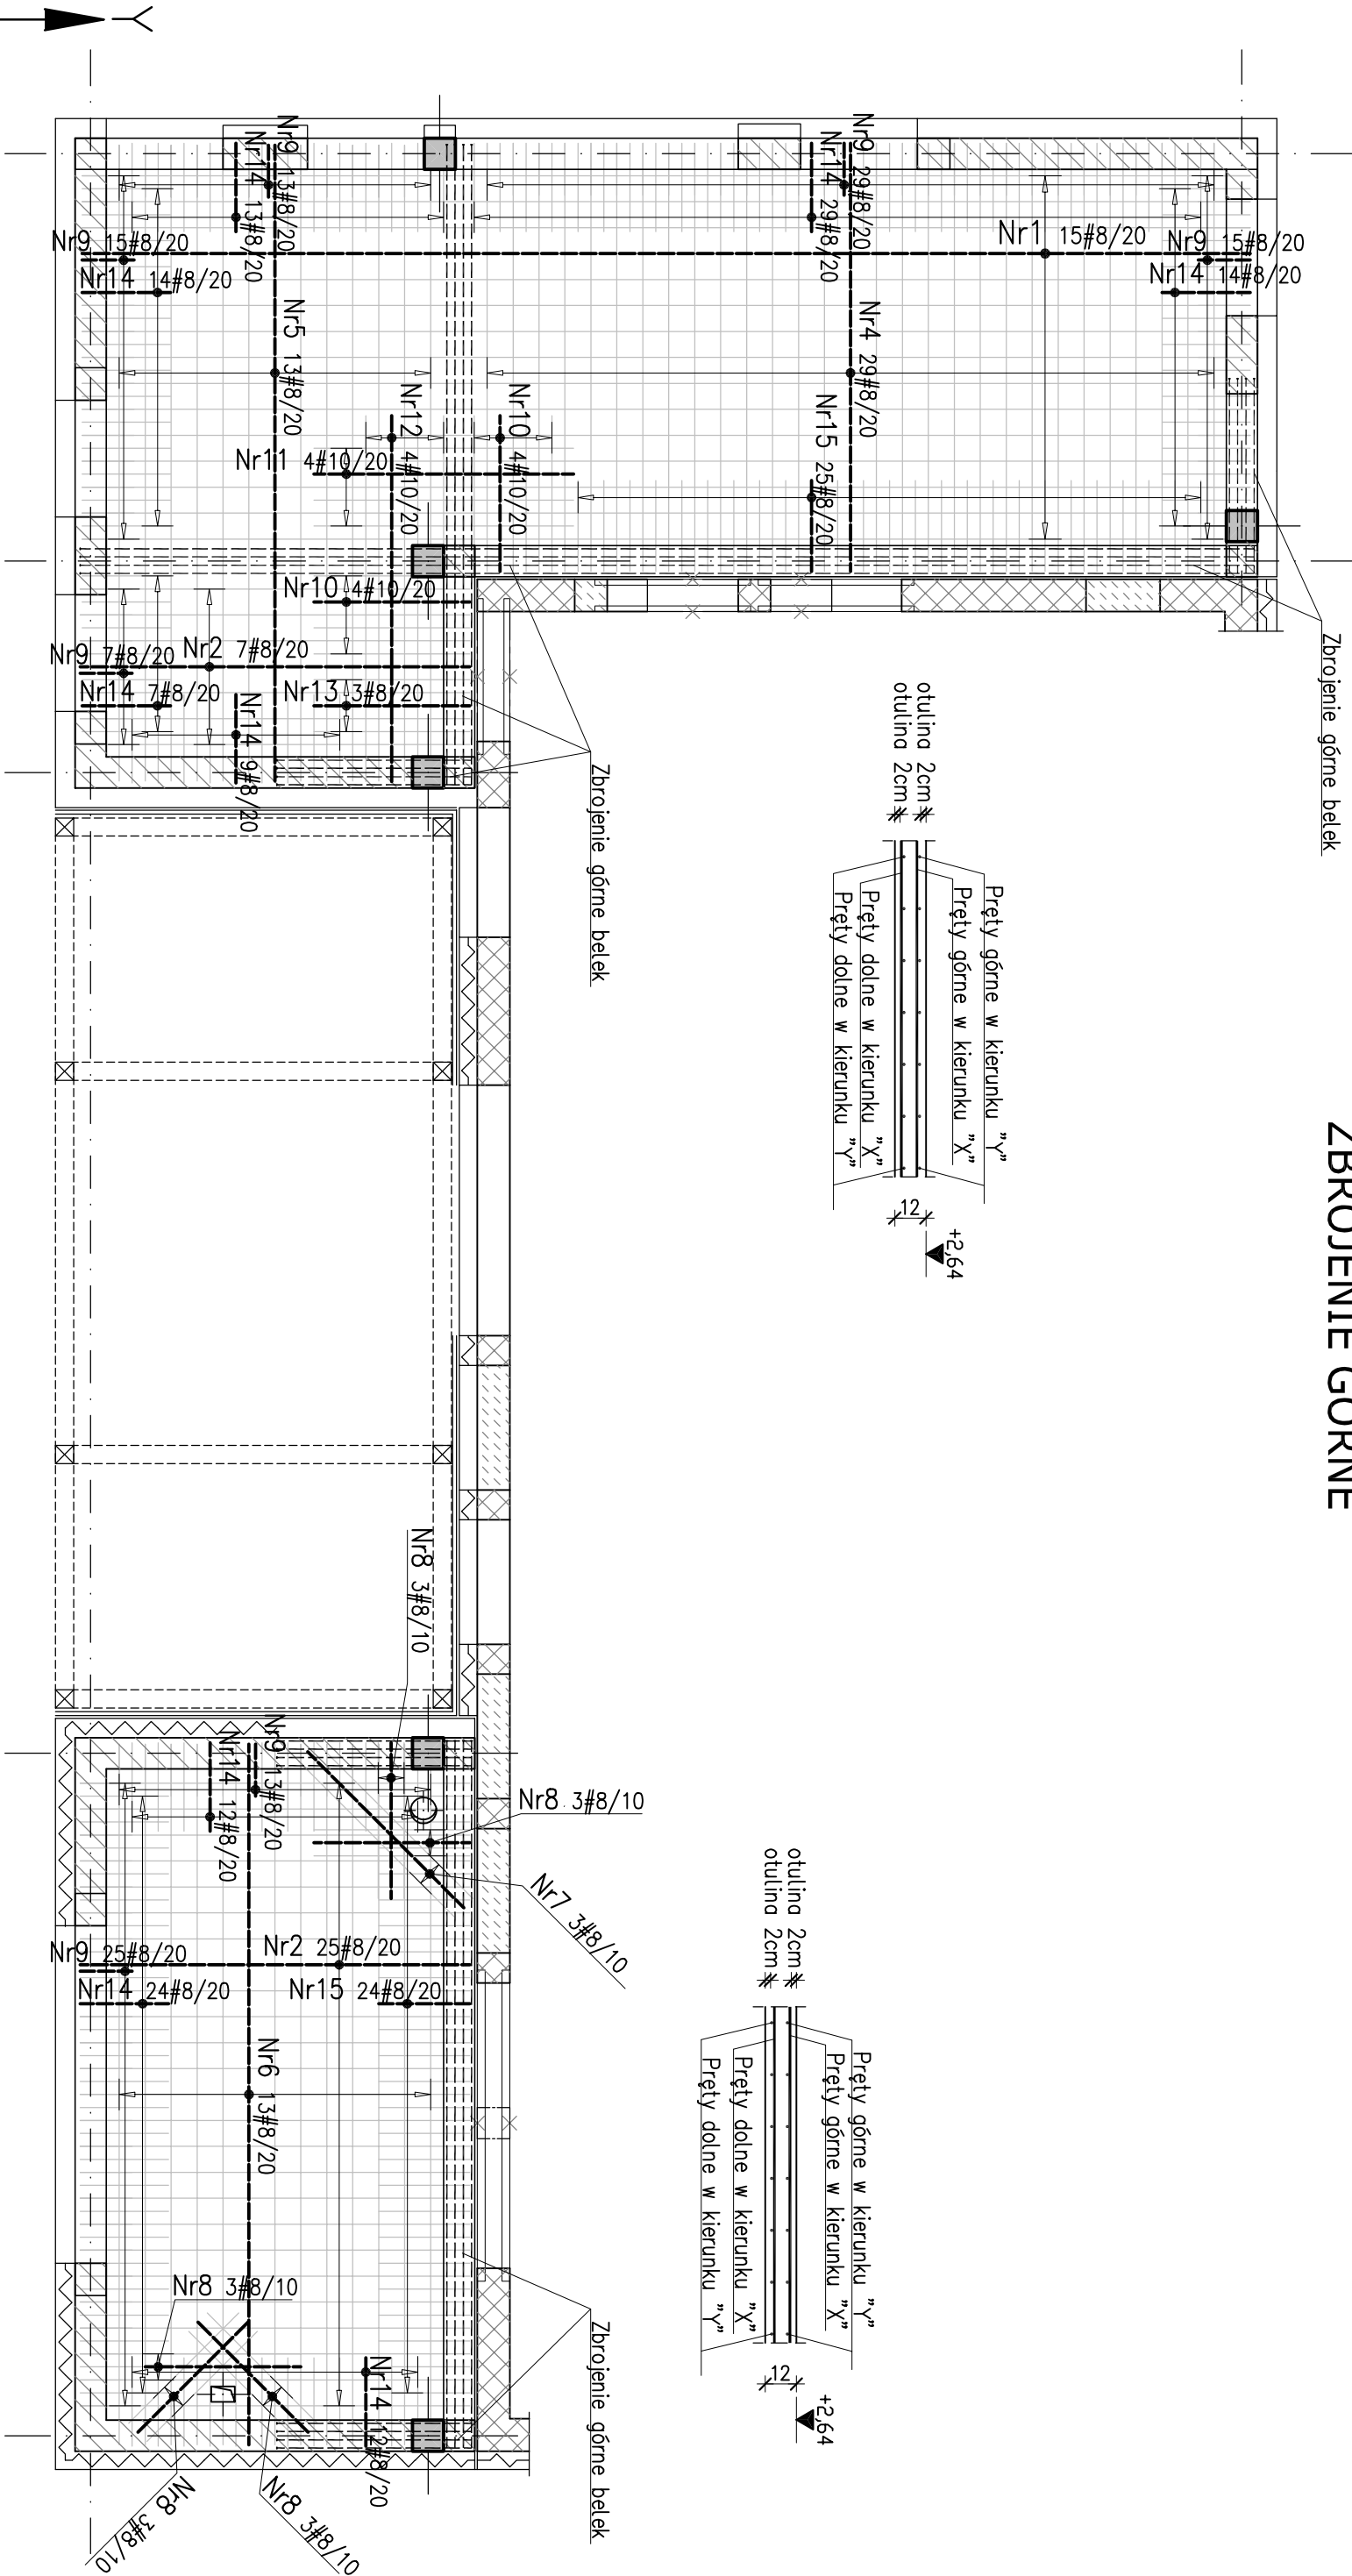 ZBROJENIE GÓRNE
Y
Nr9 13#8/20
Nr14 13#8/20
Nr9 29#8/20
Nr14 29#8/20
Nr9 15#8/20
Nr14 14#8/20
Nr1 15#8/20
Nr9 15#8/20
Nr14 14#8/20
Nr5 13#8/20
Nr4 29#8/20
Nr12 4#10/20
Nr10 4#10/20
Nr15 25#8/20
Nr11 4#10/20
Nr10 4#10/20
Nr9 7#8/20
Nr2 7#8/20
Nr14 7#8/20
Nr13 3#8/20
Nr14 9#8/20
Zbrojenie górne belek
Zbrojenie górne belek
otulina 2cm
otulina 2cm
Pręty górne w kierunku "Y"
Pręty górne w kierunku "X"
Pręty dolne w kierunku "X"
Pręty dolne w kierunku "Y"
12
+2,64
Nr8 3#8/10
Nr9 13#8/20
Nr14 12#8/20
Nr8 3#8/10
Nr7 3#8/10
Nr9 25#8/20
Nr2 25#8/20
Nr14 24#8/20
Nr15 24#8/20
Nr6 13#8/20
Nr8 3#8/10
Nr14 12#8/20
Nr8 3#8/10
Nr8 3#8/10
Zbrojenie górne belek
otulina 2cm
otulina 2cm
Pręty górne w kierunku "Y"
Pręty górne w kierunku "X"
Pręty dolne w kierunku "X"
Pręty dolne w kierunku "Y"
12
+2,64